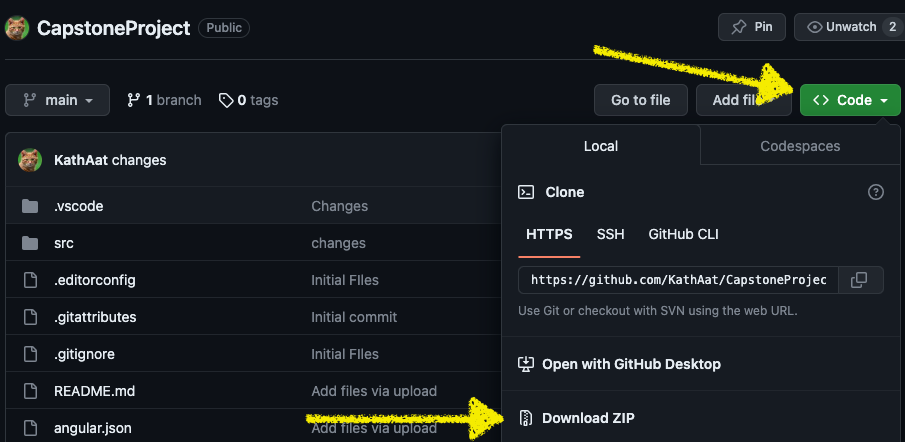 CapstoneProject Public Pin Unwatch 2
main 1 branch 0 tags Go to file Add file <> Code
Local Codespaces
KathAat changes
Clone
.vscode Changes
HTTPS SSH GitHub CLI
src changes
.editorconfig Initial FIles
https://github.com/KathAat/CapstoneProjec
.gitattributes Initial commit
Use Git or checkout with SVN using the web URL.
.gitignore Initial FIles
Open with GitHub Desktop
README.md Add files via upload
Download ZIP
angular.json Add files via upload